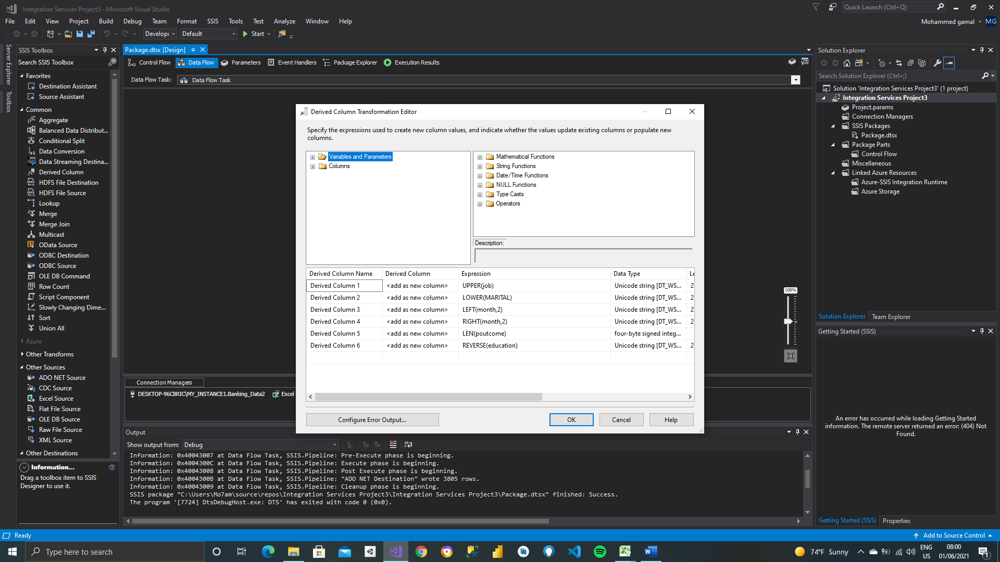 Integration Services Project3 - Microsoft Visual Studio
Quick Launch (Ctrl+Q)
File Edit View Project Build Debug Team Format SSIS Tools Test Analyze Window Help
Mohammed gamal MG
Developı Default Start
Server Explorer
Toolbox
SSIS Toolbox
Search SSIS Toolbox
Favorites
Destination Assistant
Source Assistant
Common
Aggregate
Balanced Data Distribut...
Conditional Split
Data Conversion
Data Streaming Destina...
Derived Column
HDFS File Destination
HDFS File Source
Lookup
Merge
Merge Join
Multicast
OData Source
ODBC Destination
ODBC Source
OLE DB Command
Row Count
Script Component
Slowly Changing Dime...
Sort
Union All
Azure
Other Transforms
Other Sources
ADO NET Source
CDC Source
Excel Source
Flat File Source
OLE DB Source
Raw File Source
XML Source
Other Destinations
Information...
Drag a toolbox item to SSIS
Designer to use it.
Package.dtsx [Design]
Control Flow Data Flow Parameters Event Handlers Package Explorer Execution Results
Data Flow Task: Data Flow Task
Derived Column Transformation Editor
Specify the expressions used to create new column values, and indicate whether the values update existing columns or populate new
columns.
Variables and Parameters
Columns
Mathematical Functions
String Functions
Date/Time Functions
NULL Functions
Type Casts
Operators
Description:
Derived Column Name Derived Column Expression Data Type Le
Derived Column 1 <add as new column> UPPER(job) Unicode string [DT_WS... 2
Derived Column 2 <add as new column> LOWER(MARITAL) Unicode string [DT_WS... 2
Derived Column 3 <add as new column> LEFT(month,2) Unicode string [DT_WS... 2
Derived Column 4 <add as new column> RIGHT(month,2) Unicode string [DT_WS... 2
Derived Column 5 <add as new column> LEN(poutcome) four-byte signed integ...
Derived Column 6 <add as new column> REVERSE(education) Unicode string [DT_WS... 2
Configure Error Output... OK Cancel Help
100%
Connection Managers
DESKTOP-96C8RIC\MY_INSTANCE1.Banking_Data2 Excel
Output
Show output from: Debug
Information: 0x40043007 at Data Flow Task, SSIS.Pipeline: Pre-Execute phase is beginning.
Information: 0x4004300C at Data Flow Task, SSIS.Pipeline: Execute phase is beginning.
Information: 0x40043008 at Data Flow Task, SSIS.Pipeline: Post Execute phase is beginning.
Information: 0x4004300B at Data Flow Task, SSIS.Pipeline: "ADO NET Destination" wrote 3805 rows.
Information: 0x40043009 at Data Flow Task, SSIS.Pipeline: Cleanup phase is beginning.
SSIS package "C:\Users\Mo7am\source\repos\Integration Services Project3\Integration Services Project3\Package.dtsx" finished: Success.
The program '[7724] DtsDebugHost.exe: DTS' has exited with code 0 (0x0).
Solution Explorer
Search Solution Explorer (Ctrl+;)
Solution 'Integration Services Project3' (1 project)
Integration Services Project3
Project.params
Connection Managers
SSIS Packages
Package.dtsx
Package Parts
Control Flow
Miscellaneous
Linked Azure Resources
Azure-SSIS Integration Runtime
Azure Storage
Solution Explorer Team Explorer
Getting Started (SSIS)
An error has occurred while loading Getting Started
information. The remote server returned an error: (404) Not
Found.
Getting Started (SSIS) Properties
Ready
Add to Source Control
Type here to search
74°F Sunny
ENG
US
08:00
01/06/2021
1